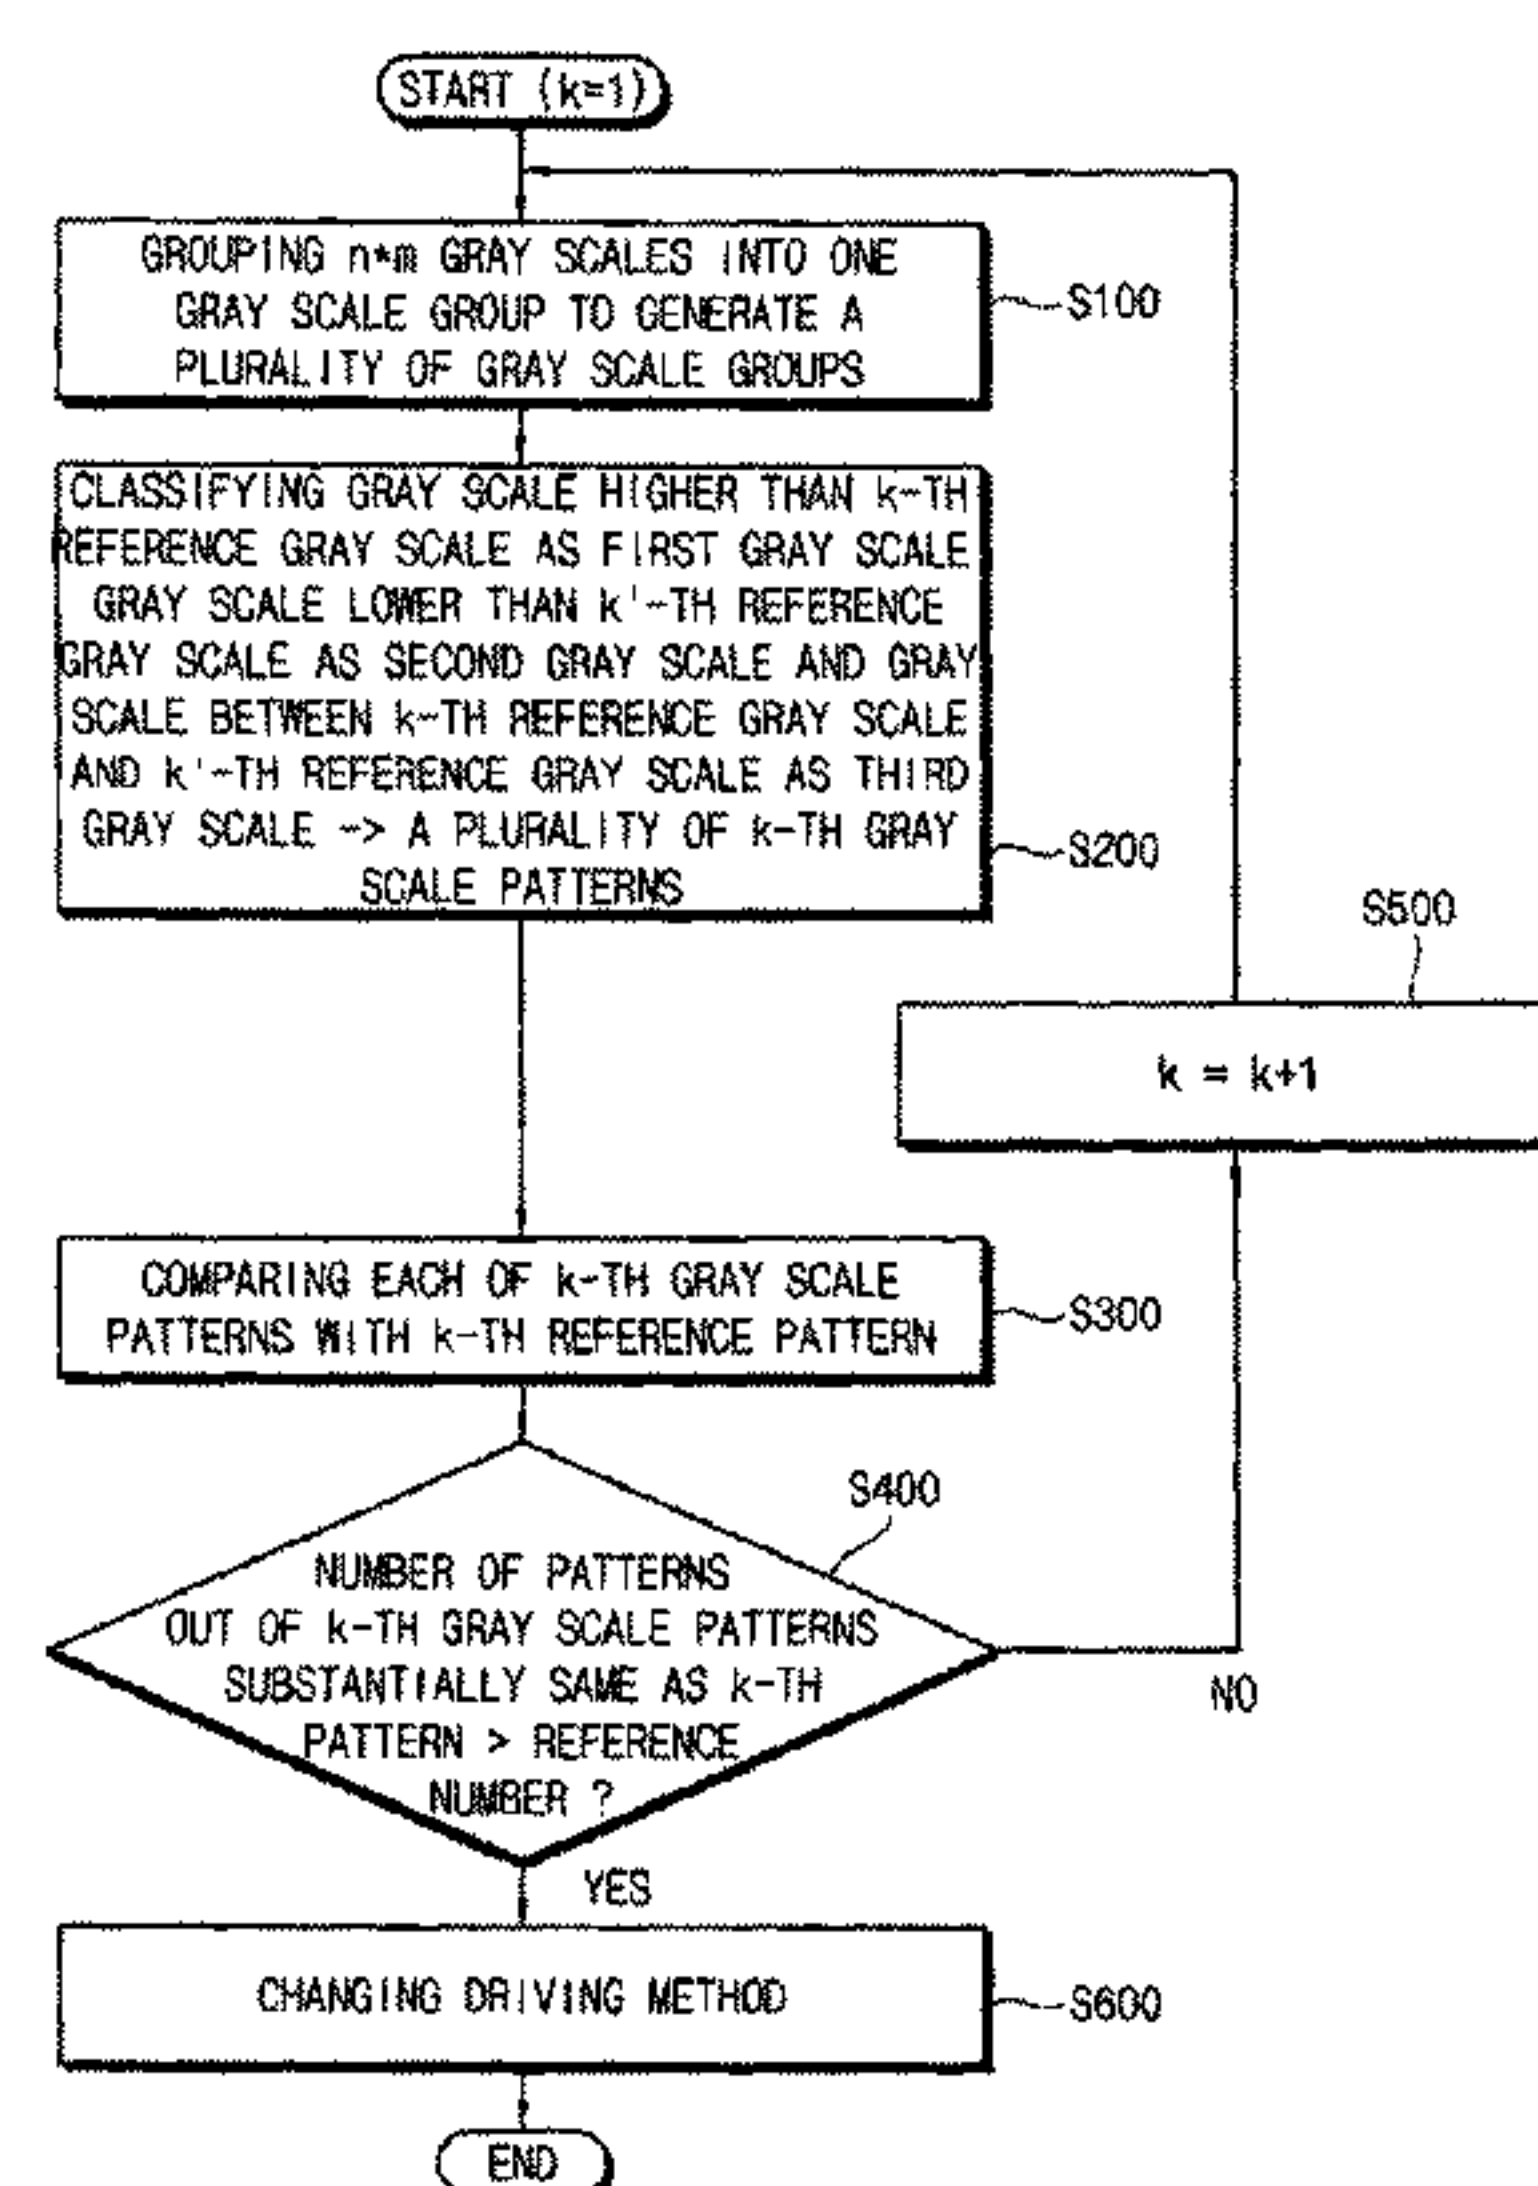 START (k=1)
GROUPING n*m GRAY SCALES INTO ONE
GRAY SCALE GROUP TO GENERATE A
PLURALITY OF GRAY SCALE GROUPS
S100
CLASSIFYING GRAY SCALE HIGHER THAN k-TH
REFERENCE GRAY SCALE AS FIRST GRAY SCALE
GRAY SCALE LOWER THAN k'-TH REFERENCE
GRAY SCALE AS SECOND GRAY SCALE AND GRAY
SCALE BETWEEN k-TH REFERENCE GRAY SCALE
AND k'-TH REFERENCE GRAY SCALE AS THIRD
GRAY SCALE -> A PLURALITY OF k-TH GRAY
SCALE PATTERNS
S200
S500
k = k+1
COMPARING EACH OF k-TH GRAY SCALE
PATTERNS WITH k-TH REFERENCE PATTERN
S300
S400
NUMBER OF PATTERNS
OUT OF k-TH GRAY SCALE PATTERNS
SUBSTANTIALLY SAME AS k-TH
PATTERN > REFERENCE
NUMBER ?
NO
YES
CHANGING DRIVING METHOD
S600
END